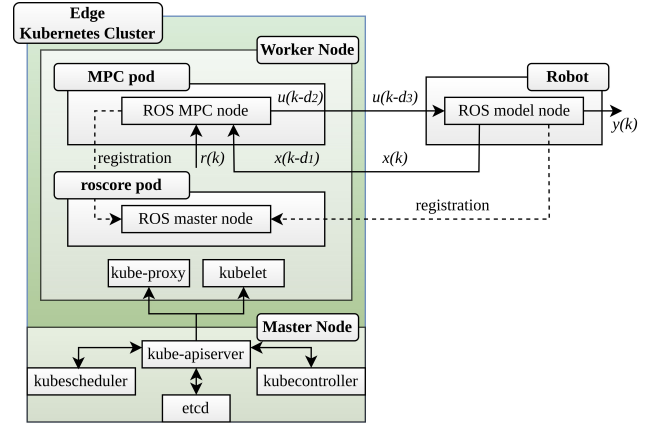 Edge
Kubernetes Cluster
Worker Node
MPC pod
Robot
u(k-d2)
u(k-d3)
ROS MPC node
ROS model node
y(k)
registration
r(k)
x(k-d1)
x(k)
roscore pod
registration
ROS master node
kube-proxy
kubelet
Master Node
kube-apiserver
kubescheduler
kubecontroller
etcd